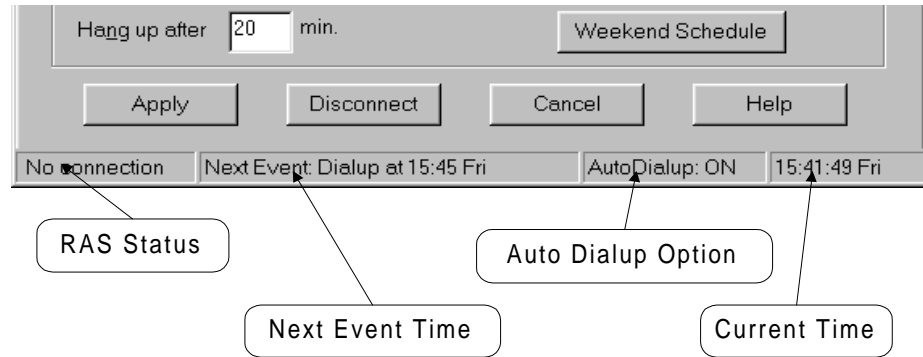 Hang up after 20 min. Weekend Schedule
Apply Disconnect Cancel Help
No connection Next Event: Dialup at 15:45 Fri AutoDialup: ON 15:41:49 Fri
RAS Status
Auto Dialup Option
Next Event Time
Current Time